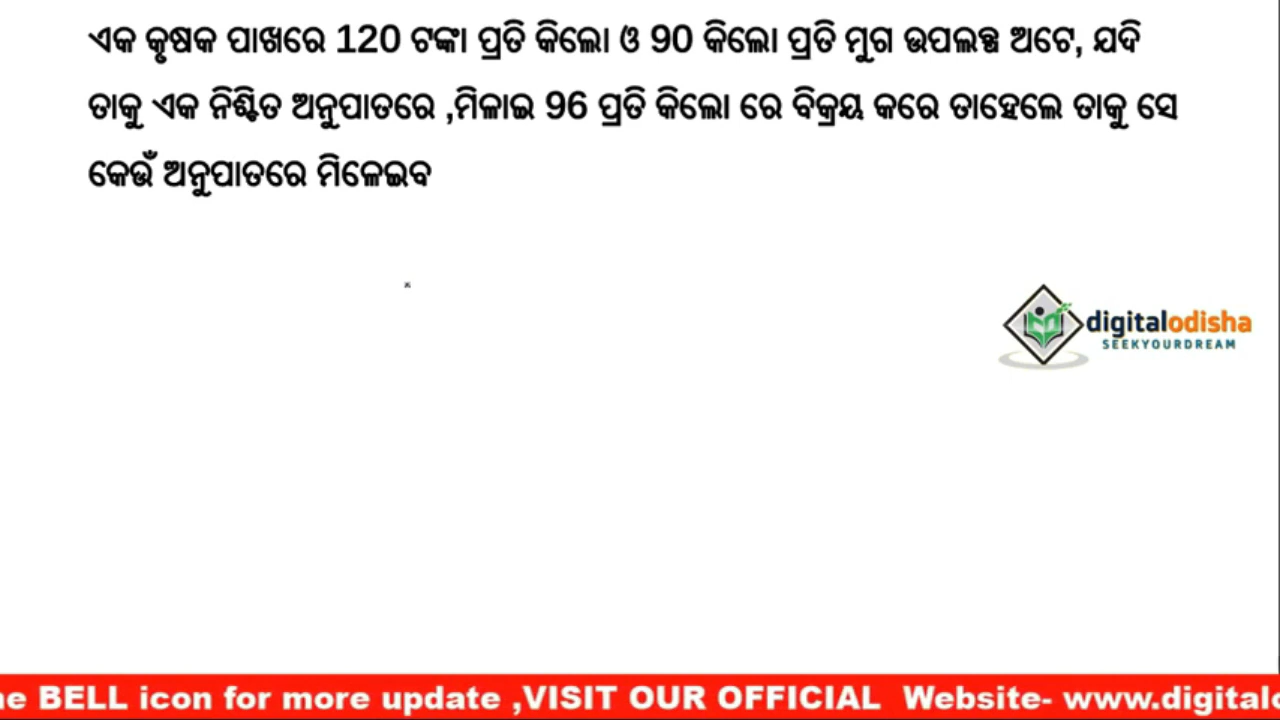 ଏକ କୃଷକ ପାଖରେ 120 ଟଙ୍କା ପ୍ରତି କିଲୋ ଓ 90 କିଲୋ ପ୍ରତି ମୁଗ ଉପଲବ୍ଧ ଅଟେ, ଯଦି
ତାକୁ ଏକ ନିଶ୍ଚିତ ଅନୁପାତରେ ,ମିଳାଇ 96 ପ୍ରତି କିଲୋ ରେ ବିକ୍ରୟ କରେ ତାହେଲେ ତାକୁ ସେ
କେଉଁ ଅନୁପାତରେ ମିଳେଇବ
digitalodisha
SEEKYOURDREAM
he BELL icon for more update ,VISIT OUR OFFICIAL Website- www.digital